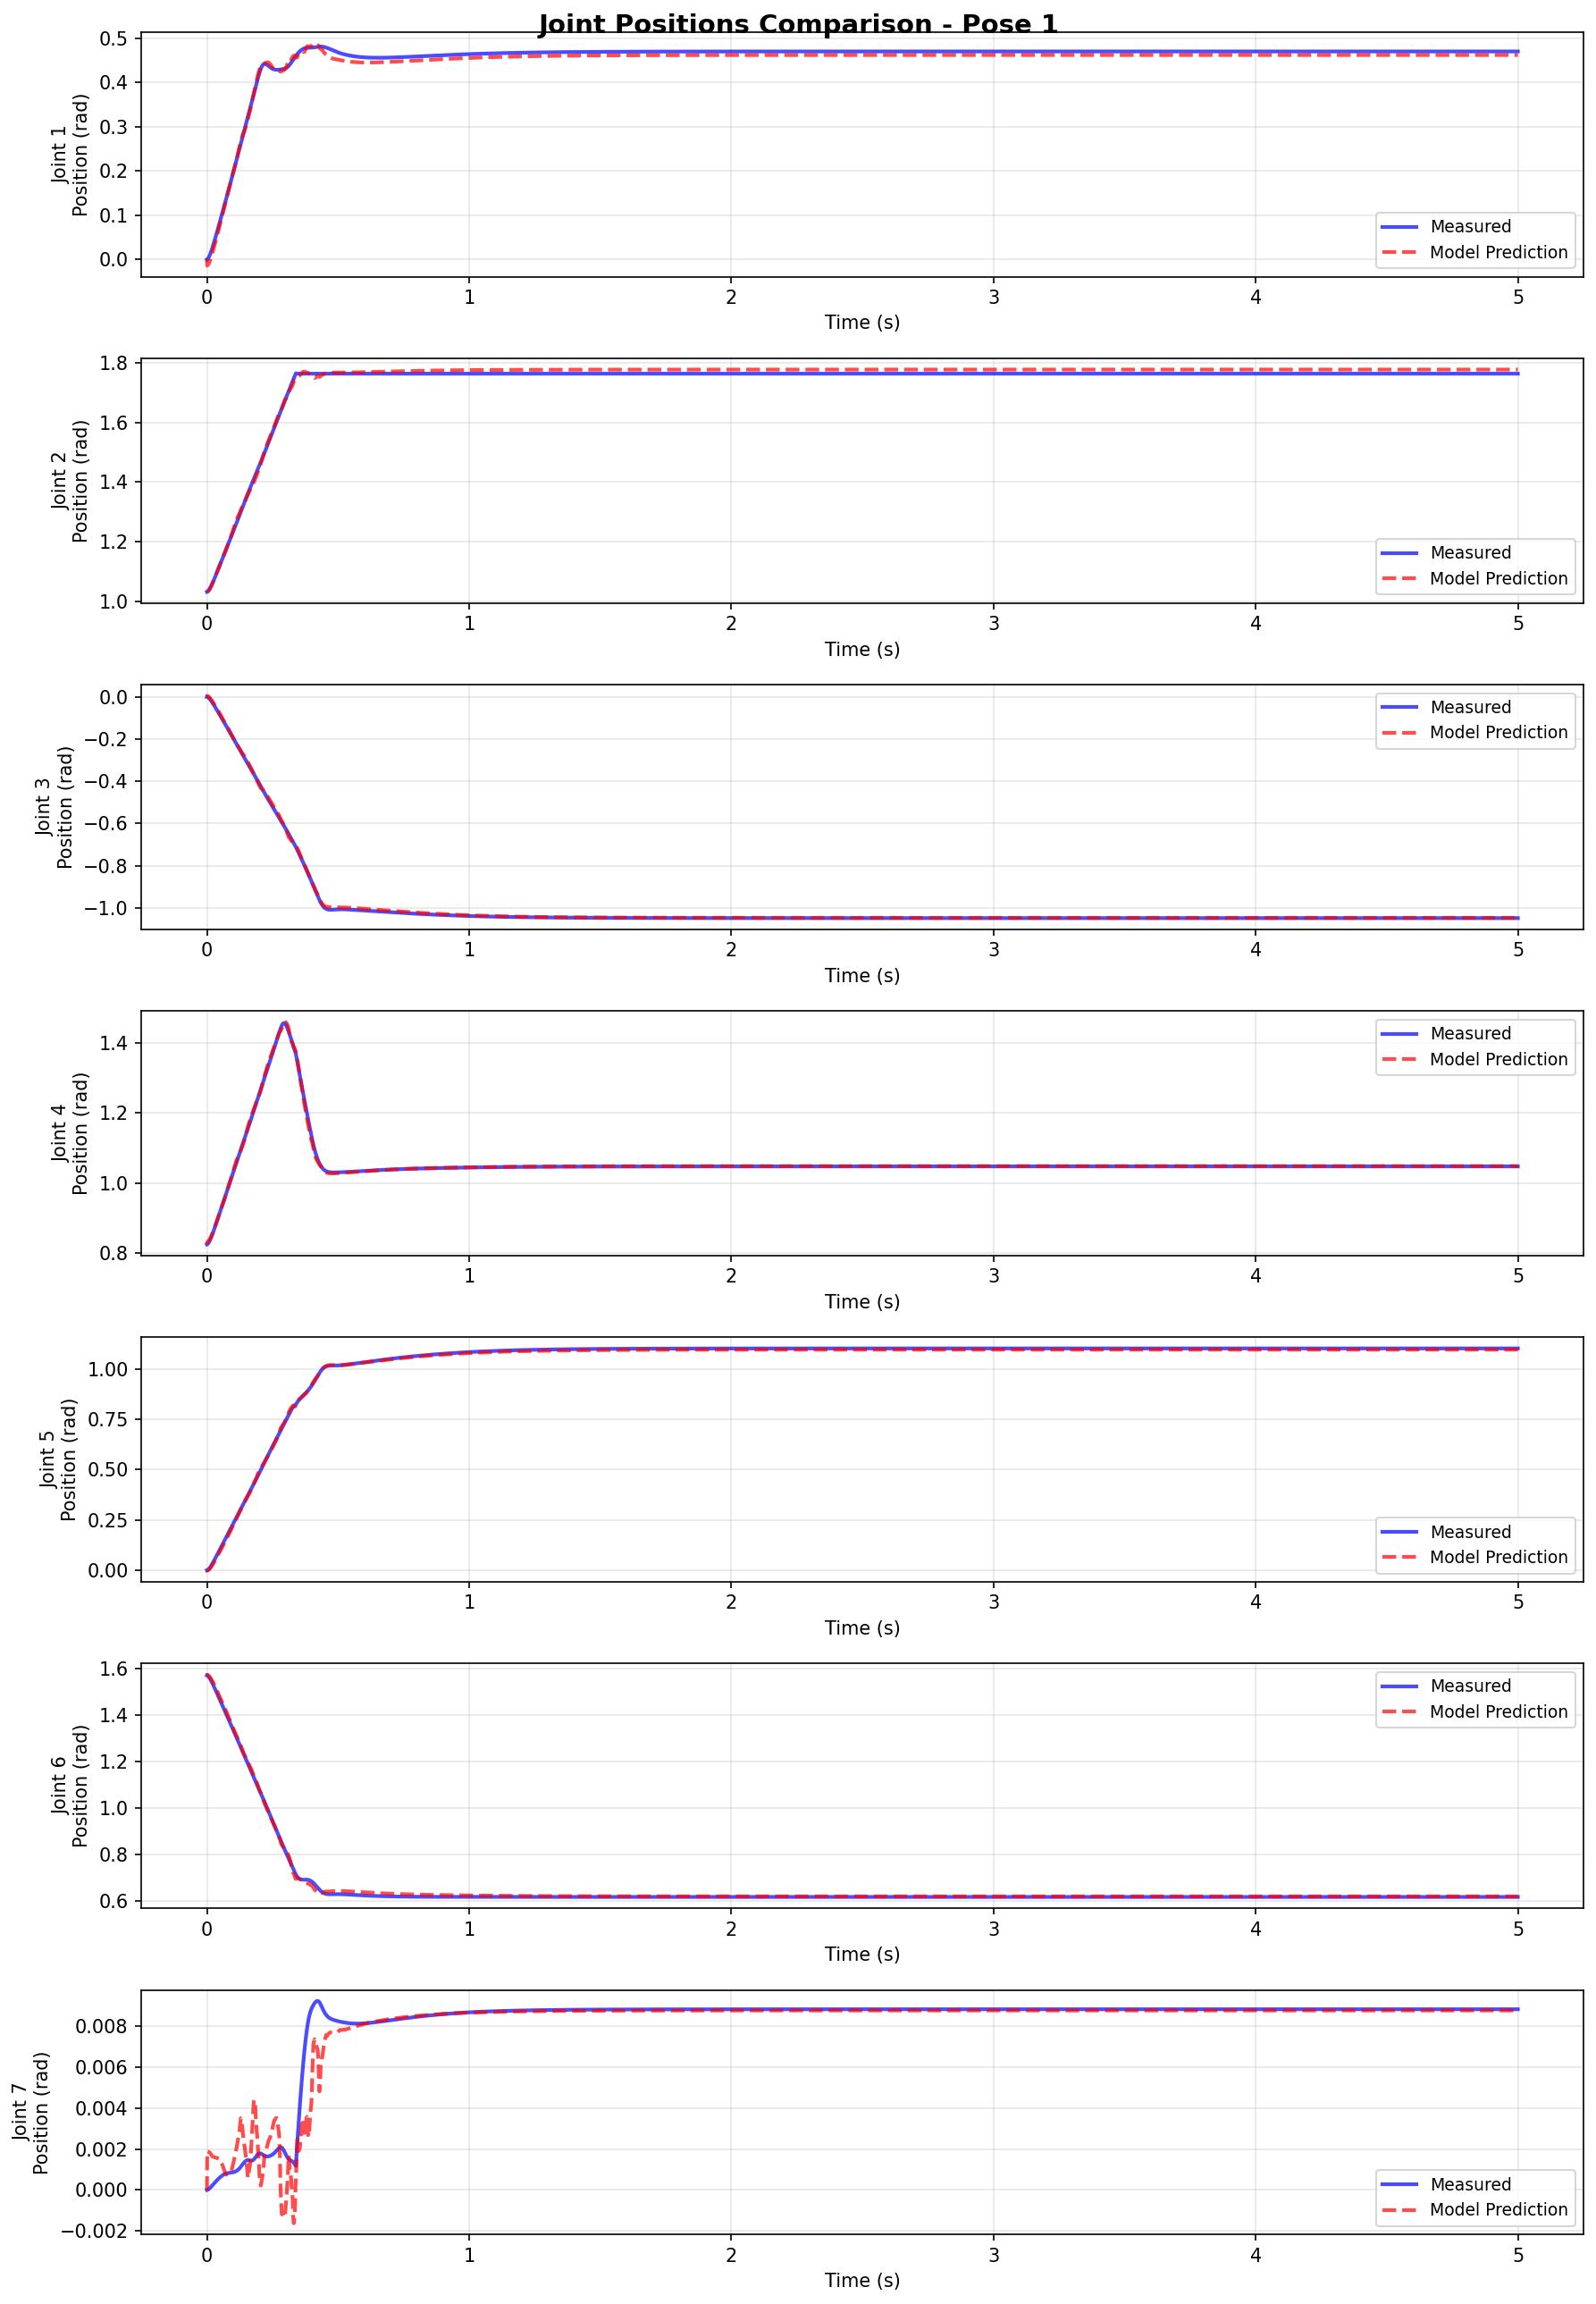 Joint Positions Comparison - Pose 1
0.5
0.4
0.3
0.2
0.1
0.0
Joint 1
Position (rad)
Measured
Model Prediction
0 1 2 3 4 5
Time (s)
1.8
1.6
1.4
1.2
1.0
Joint 2
Position (rad)
Measured
Model Prediction
0 1 2 3 4 5
Time (s)
0.0
−0.2
−0.4
−0.6
−0.8
−1.0
Joint 3
Position (rad)
Measured
Model Prediction
0 1 2 3 4 5
Time (s)
1.4
1.2
1.0
0.8
Joint 4
Position (rad)
Measured
Model Prediction
0 1 2 3 4 5
Time (s)
1.00
0.75
0.50
0.25
0.00
Joint 5
Position (rad)
Measured
Model Prediction
0 1 2 3 4 5
Time (s)
1.6
1.4
1.2
1.0
0.8
0.6
Joint 6
Position (rad)
Measured
Model Prediction
0 1 2 3 4 5
Time (s)
0.008
0.006
0.004
0.002
0.000
−0.002
Joint 7
Position (rad)
Measured
Model Prediction
0 1 2 3 4 5
Time (s)